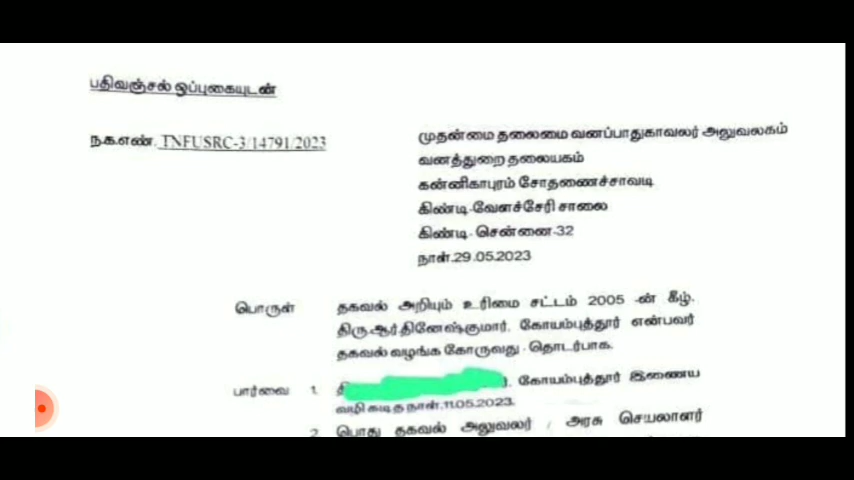 பதிவஞ்சல் ஒப்புகையுடன்
ந.க.எண். TNFUSRC-3/14791/2023
முதன்மை தலைமை வனப்பாதுகாவலர் அலுவலகம்
வனத்துறை தலையகம்
கன்னிகாபுரம் சோதணைச்சாவடி
கிண்டி-வேளச்சேரி சாலை
கிண்டி- சென்னை-32
நாள்.29.05.2023
பொருள் தகவல் அறியும் உரிமை சட்டம் 2005 -ன் கீழ்.
திரு.ஆர்.தினேஷ்குமார், கோயம்புத்தூர் என்பவர்
தகவல் வழங்க கோருவது - தொடர்பாக.
பார்வை 1. கோயம்புத்தூர் இணைய
வழி கடித நாள்.11.05.2023.
2. பொது தகவல் அலுவலர் / அரசு செயலாளர்